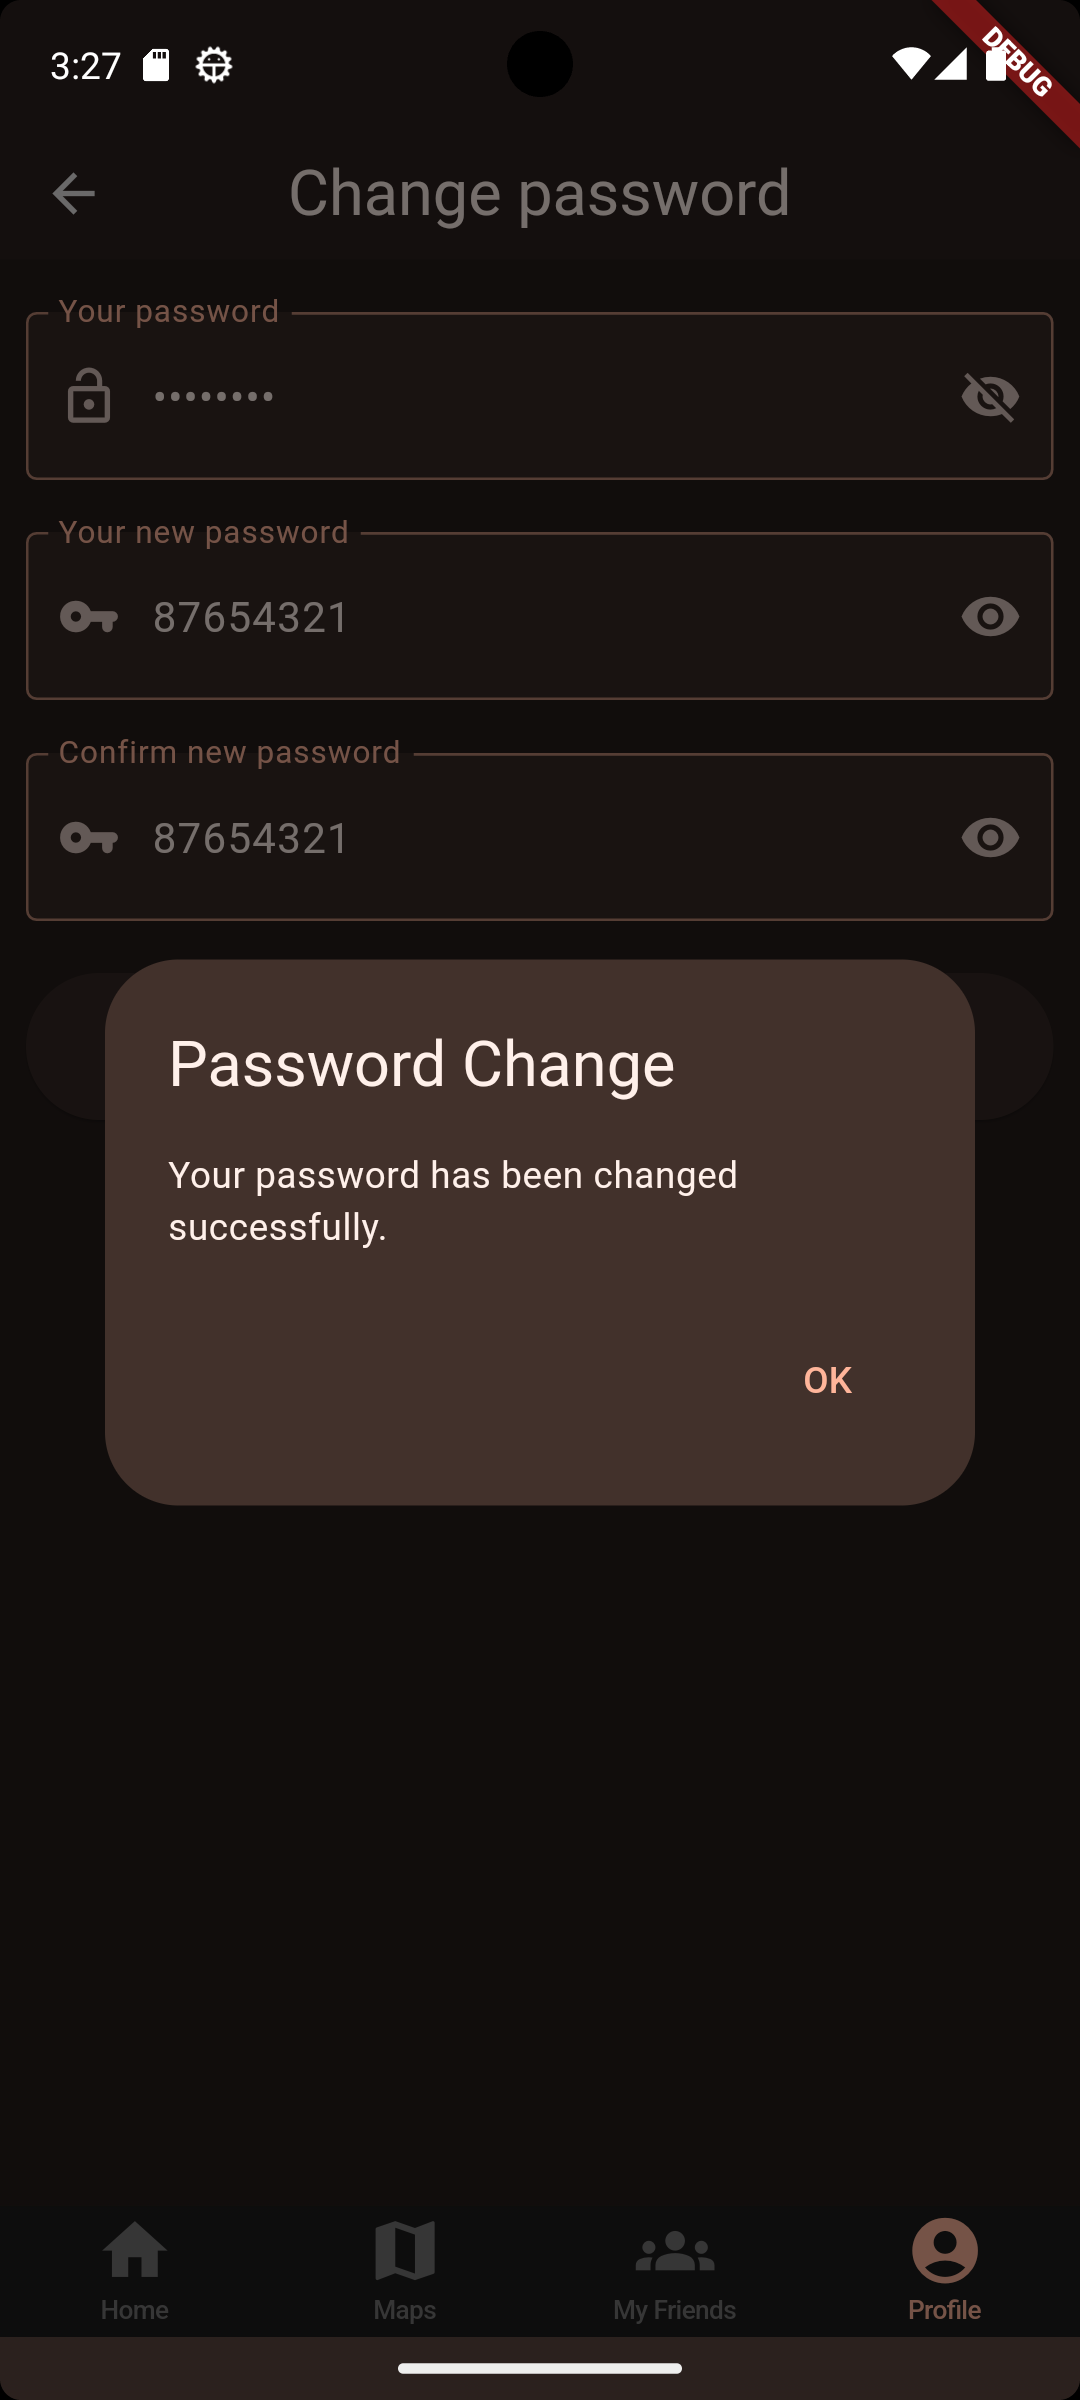 3:27
DEBUG
Change password
Your password
••••••••
Your new password
87654321
Confirm new password
87654321
Password Change
Your password has been changed
successfully.
OK
Home
Maps
My Friends
Profile